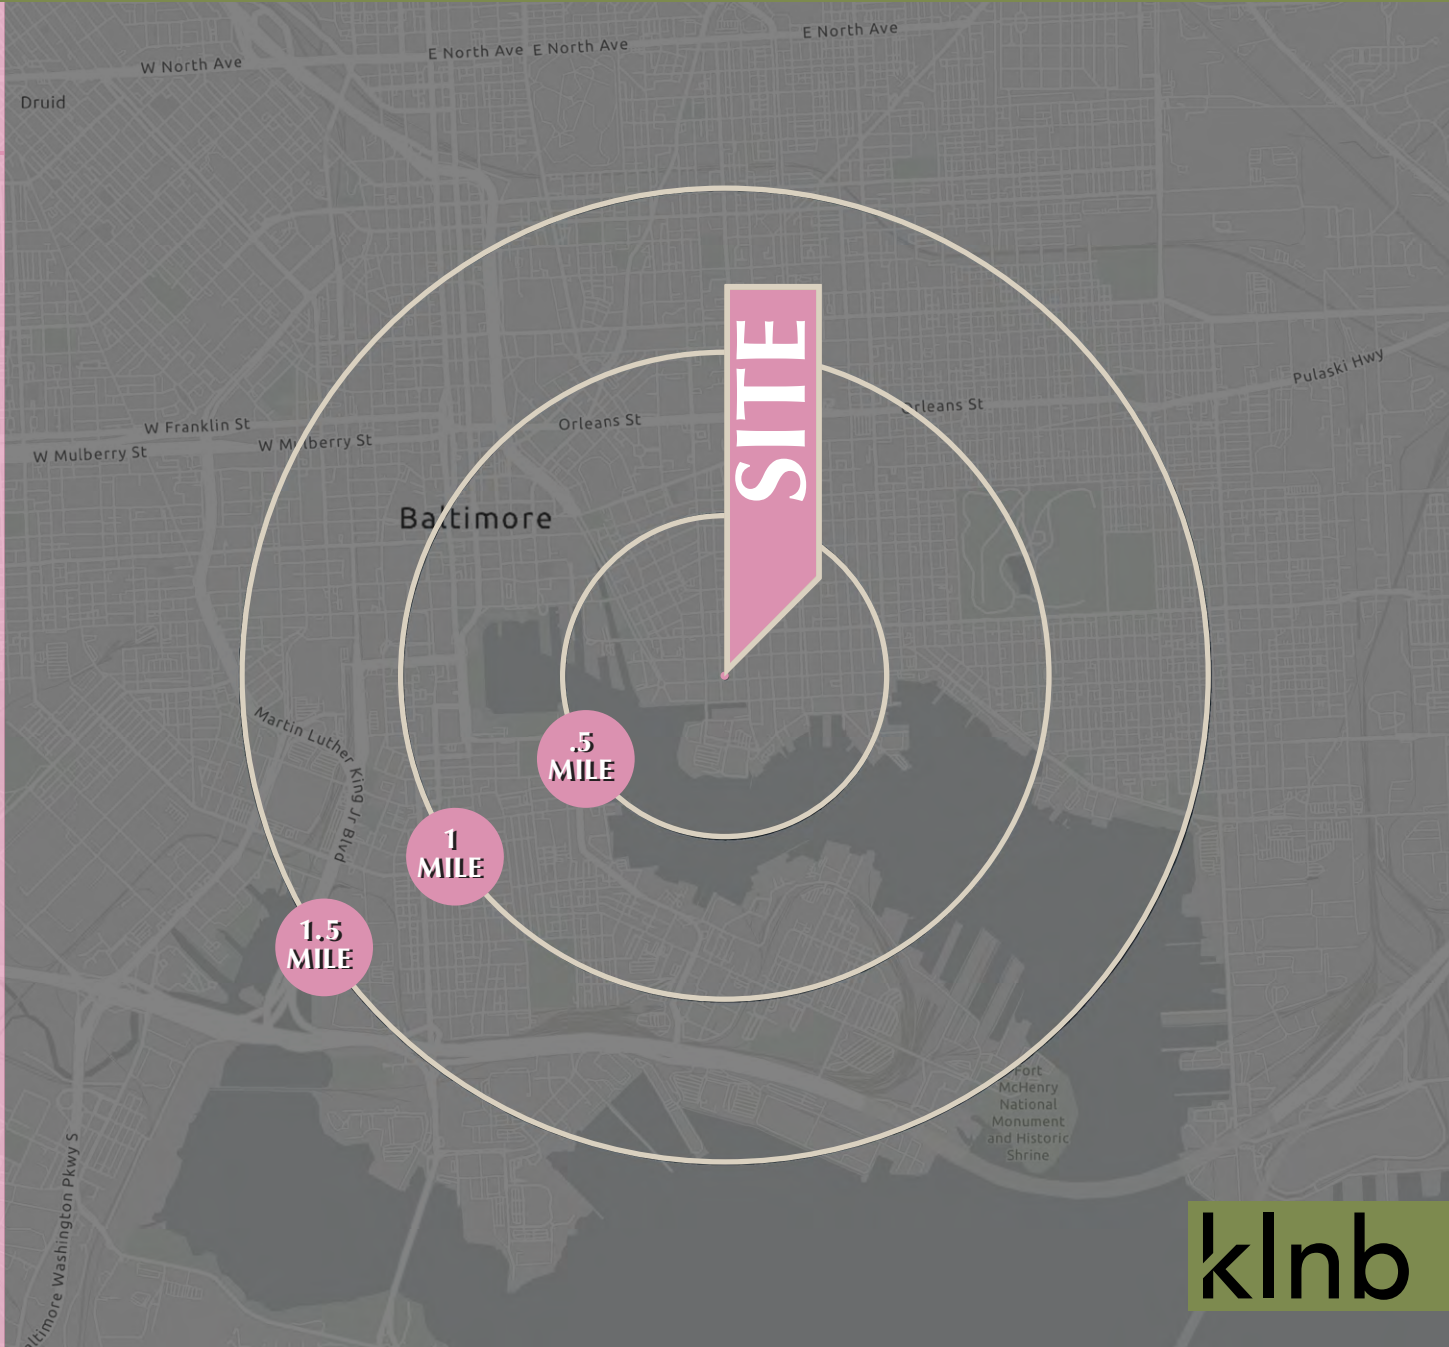 W North Ave
E North Ave
E North Ave
E North Ave
Druid
SITE
Pulaski Hwy
Orleans St
Orleans St
W Franklin St
W Mulberry St
W Mulberry St
Baltimore
Martin Luther King Jr Blvd
.5
MILE
1
MILE
1.5
MILE
Fort
McHenry
National
Monument
and Historic
Shrine
altimore Washington Pkwy S
klnb